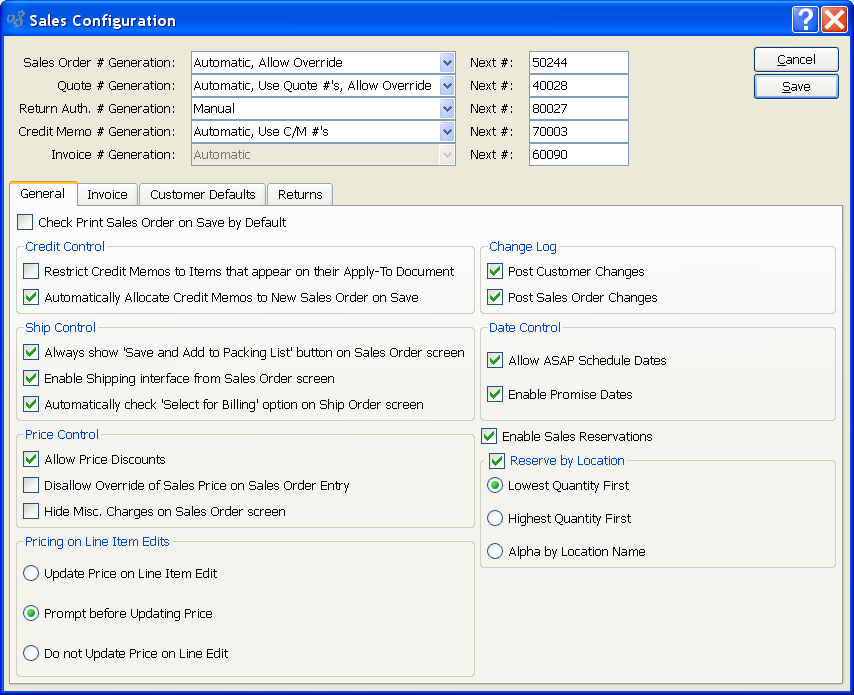 Sales Configuration
Sales Order # Generation: Automatic, Allow Override Next #: 50244
Cancel
Quote # Generation: Automatic, Use Quote #'s, Allow Override Next #: 40028
Save
Return Auth. # Generation: Manual Next #: 80027
Credit Memo # Generation: Automatic, Use C/M #'s Next #: 70003
Invoice # Generation: Automatic Next #: 60090
General Invoice Customer Defaults Returns
Check Print Sales Order on Save by Default
Credit Control
Restrict Credit Memos to Items that appear on their Apply-To Document
Automatically Allocate Credit Memos to New Sales Order on Save
Ship Control
Always show 'Save and Add to Packing List' button on Sales Order screen
Enable Shipping interface from Sales Order screen
Automatically check 'Select for Billing' option on Ship Order screen
Price Control
Allow Price Discounts
Disallow Override of Sales Price on Sales Order Entry
Hide Misc. Charges on Sales Order screen
Pricing on Line Item Edits
Update Price on Line Item Edit
Prompt before Updating Price
Do not Update Price on Line Edit
Change Log
Post Customer Changes
Post Sales Order Changes
Date Control
Allow ASAP Schedule Dates
Enable Promise Dates
Enable Sales Reservations
Reserve by Location
Lowest Quantity First
Highest Quantity First
Alpha by Location Name